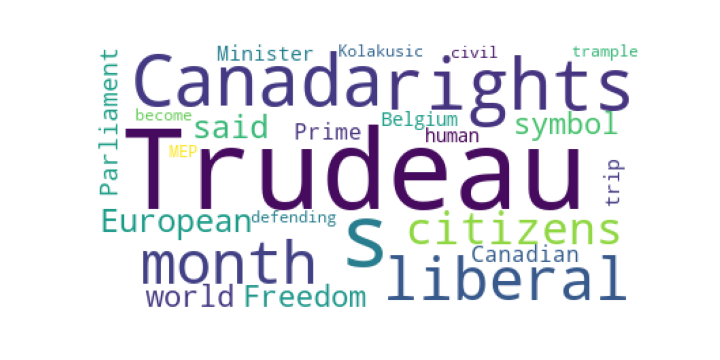 Minister Kolakusic civil trample
Canada rights
Parliament
become said Prime Belgium human symbol
MEP
Trudeau
trip
European defending s citizens
month Canadian
world Freedom liberal